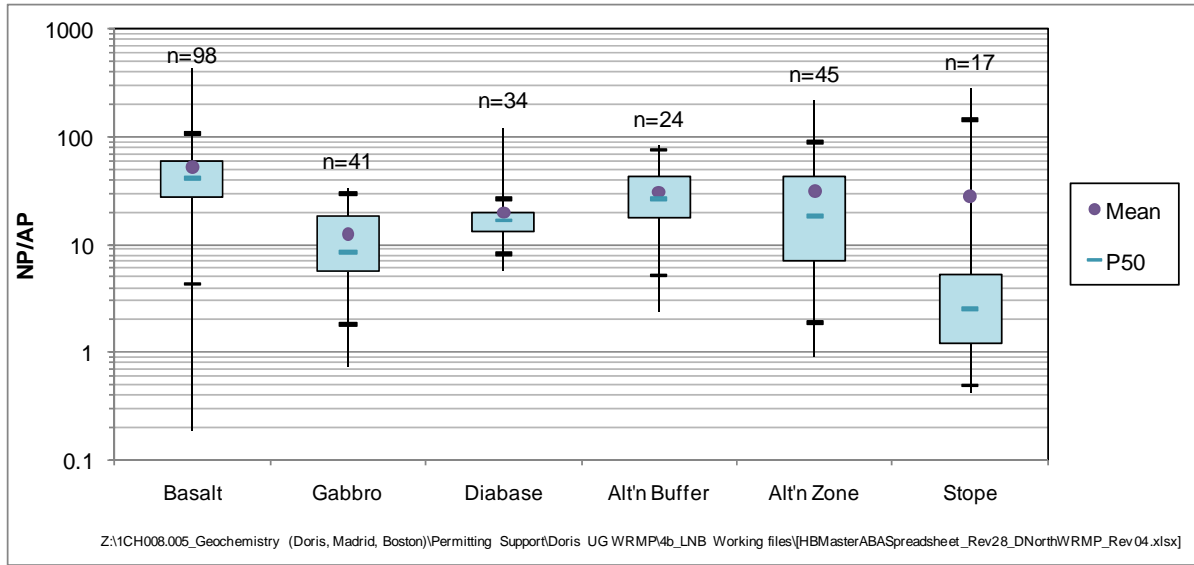 1000
n=98
n=41
n=34
n=24
n=45
n=17
100
10
1
0.1
NP/AP
Mean
P50
Basalt
Gabbro
Diabase
Alt'n Buffer
Alt'n Zone
Stope
Z:\1CH008.005_Geochemistry (Doris, Madrid, Boston)\Permitting Support\Doris UG WRMP\4b_LNB Working files\[HBMasterABASpreadsheet_Rev28_DNorthWRMP_Rev04.xlsx]